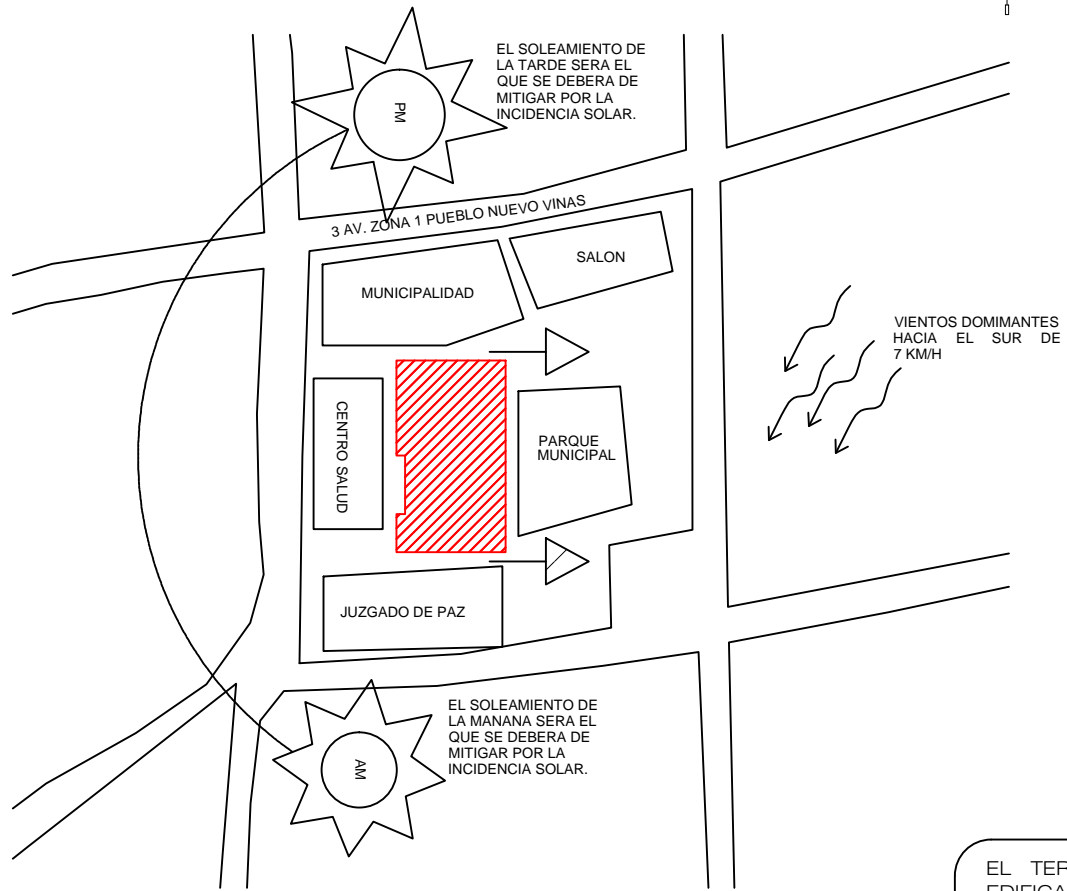 EL SOLEAMIENTO DE
LA TARDE SERA EL
QUE SE DEBERA DE
MITIGAR POR LA
INCIDENCIA SOLAR.
PM
3 AV. ZONA 1 PUEBLO NUEVO VINAS
SALON
MUNICIPALIDAD
VIENTOS DOMIMANTES
HACIA EL SUR DE
7 KM/H
CENTRO SALUD
PARQUE
MUNICIPAL
JUZGADO DE PAZ
EL SOLEAMIENTO DE
LA MANANA SERA EL
QUE SE DEBERA DE
MITIGAR POR LA
INCIDENCIA SOLAR.
AM
EL TER
EDIFICA